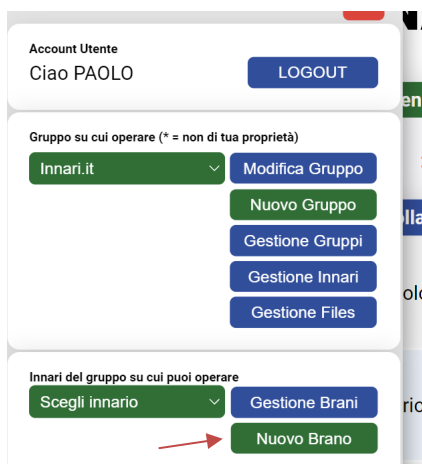 Account Utente
Ciao PAOLO
LOGOUT
Gruppo su cui operare (* = non di tua proprietà)
Innari.it
Modifica Gruppo
Nuovo Gruppo
Gestione Gruppi
Gestione Innari
Gestione Files
Innari del gruppo su cui puoi operare
Scegli innario
Gestione Brani
Nuovo Brano